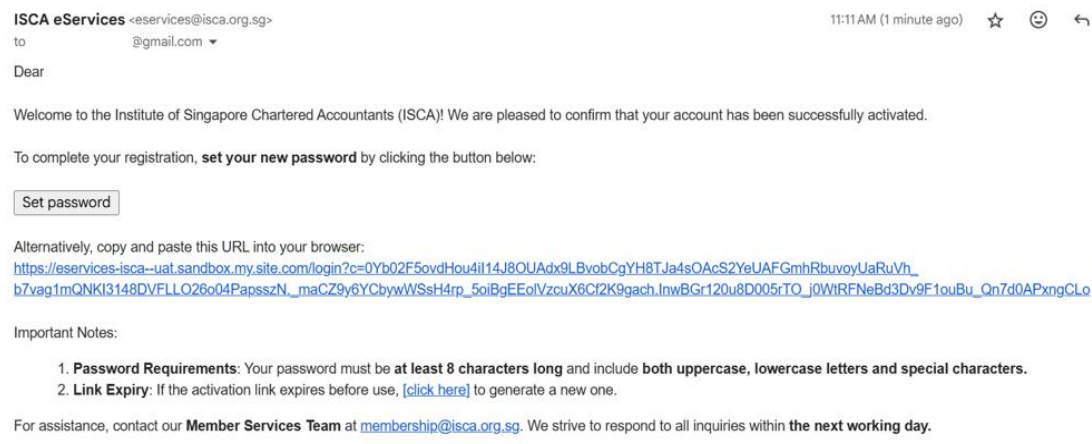 ISCA eServices <eservices@isca.org.sg>
11:11 AM (1 minute ago)
to @gmail.com
Dear
Welcome to the Institute of Singapore Chartered Accountants (ISCA)! We are pleased to confirm that your account has been successfully activated.
To complete your registration, set your new password by clicking the button below:
Set password
Alternatively, copy and paste this URL into your browser:
https://eservices-isca--uat.sandbox.my.site.com/login?c=0Yb02F5ovdHou4iI14J8OUAdx9LBvobCgYH8TJa4sOAcS2YeUAFGmhRbuvoyUaRuVh_
b7vag1mQNKI3148DVFLLO26o04PapsszN._maCZ9y6YCbywWSsH4rp_5oiBgEEolVzcuX6Cf2K9gach.InwBGr120u8D005rTO_j0WtRFNeBd3Dv9F1ouBu_Qn7d0APxngCLo
Important Notes:
1. Password Requirements: Your password must be at least 8 characters long and include both uppercase, lowercase letters and special characters.
2. Link Expiry: If the activation link expires before use, [click here] to generate a new one.
For assistance, contact our Member Services Team at membership@isca.org.sg. We strive to respond to all inquiries within the next working day.